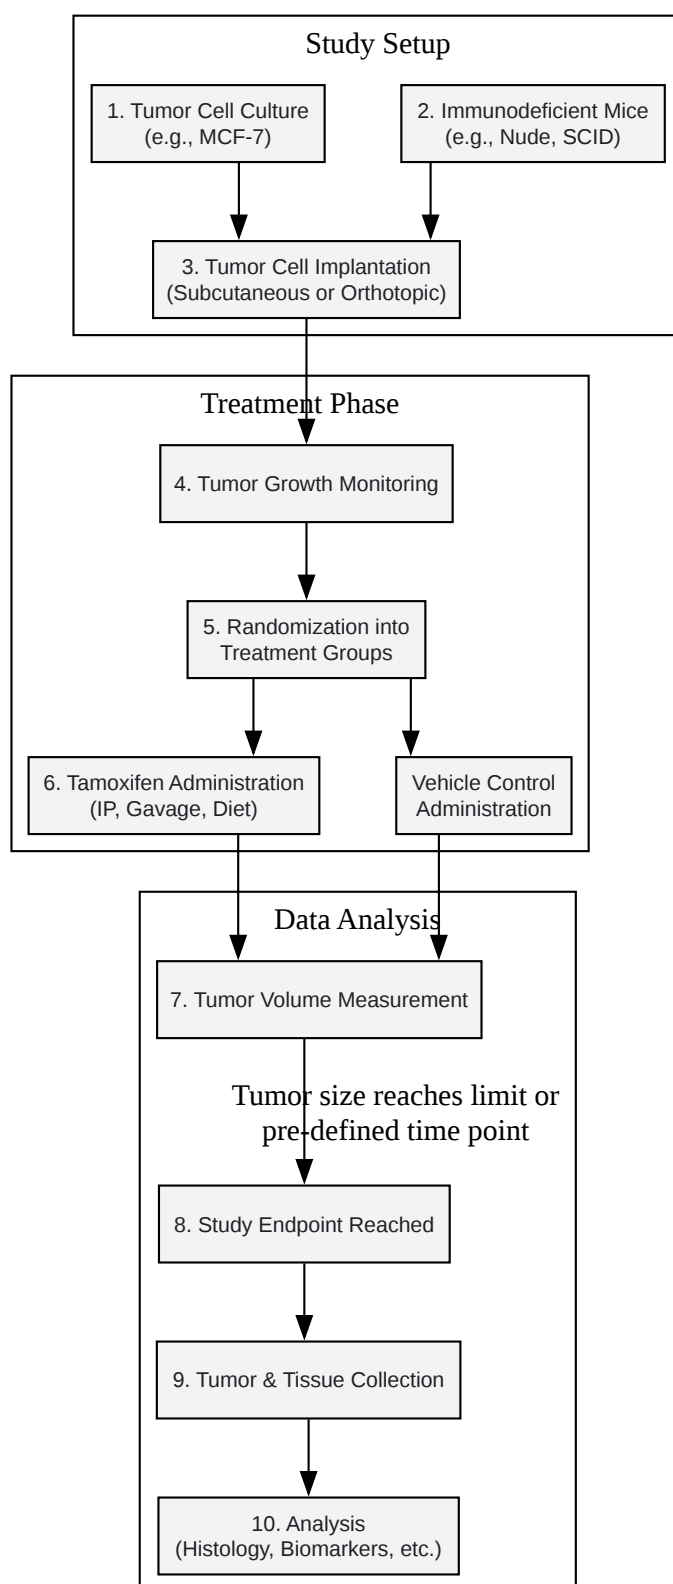 Study Setup
1. Tumor Cell Culture
(e.g., MCF-7)
2. Immunodeficient Mice
(e.g., Nude, SCID)
3. Tumor Cell Implantation
(Subcutaneous or Orthotopic)
Treatment Phase
4. Tumor Growth Monitoring
5. Randomization into
Treatment Groups
6. Tamoxifen Administration
(IP, Gavage, Diet)
Vehicle Control
Administration
Data Analysis
7. Tumor Volume Measurement
Tumor size reaches limit or
pre-defined time point
8. Study Endpoint Reached
9. Tumor & Tissue Collection
10. Analysis
(Histology, Biomarkers, etc.)